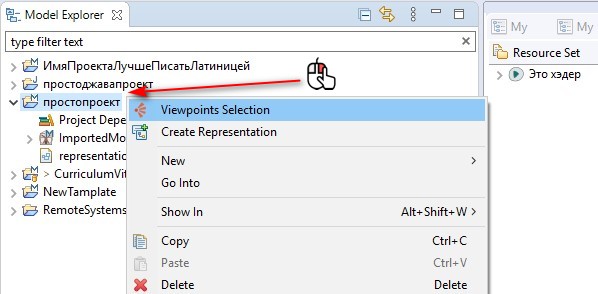 Model Explorer
type filter text
ИмяПроектаЛучшеПисатьЛатиницей
простоджавапроект
простопроект
Project Depe
ImportedMo
representatic
> CurriculumVit
NewTamplate
RemoteSystems
Viewpoints Selection
Create Representation
New
Go Into
Show In Alt+Shift+W
Copy Ctrl+C
Paste Ctrl+V
Delete Delete
My My
Resource Set
Это хэдер